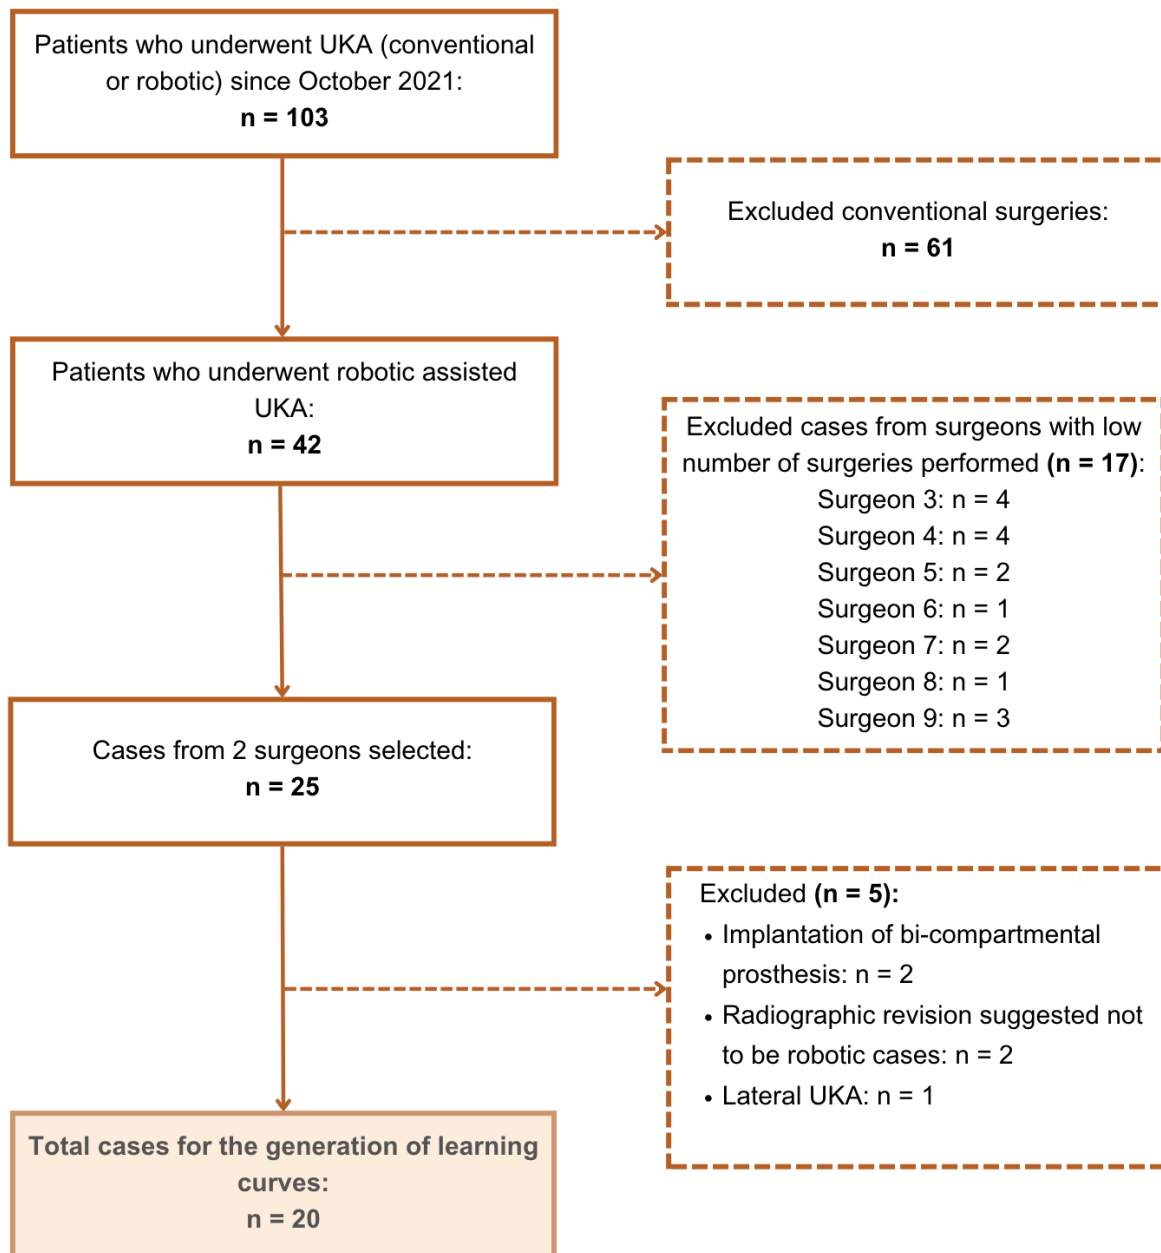 Patients who underwent UKA (conventional
or robotic) since October 2021:
n = 103
Excluded conventional surgeries:
n = 61
Patients who underwent robotic assisted
UKA:
n = 42
Excluded cases from surgeons with low
number of surgeries performed (n = 17):
Surgeon 3: n = 4
Surgeon 4: n = 4
Surgeon 5: n = 2
Surgeon 6: n = 1
Surgeon 7: n = 2
Surgeon 8: n = 1
Surgeon 9: n = 3
Cases from 2 surgeons selected:
n = 25
Excluded (n = 5):
• Implantation of bi-compartmental
prosthesis: n = 2
• Radiographic revision suggested not
to be robotic cases: n = 2
• Lateral UKA: n = 1
Total cases for the generation of learning
curves:
n = 20